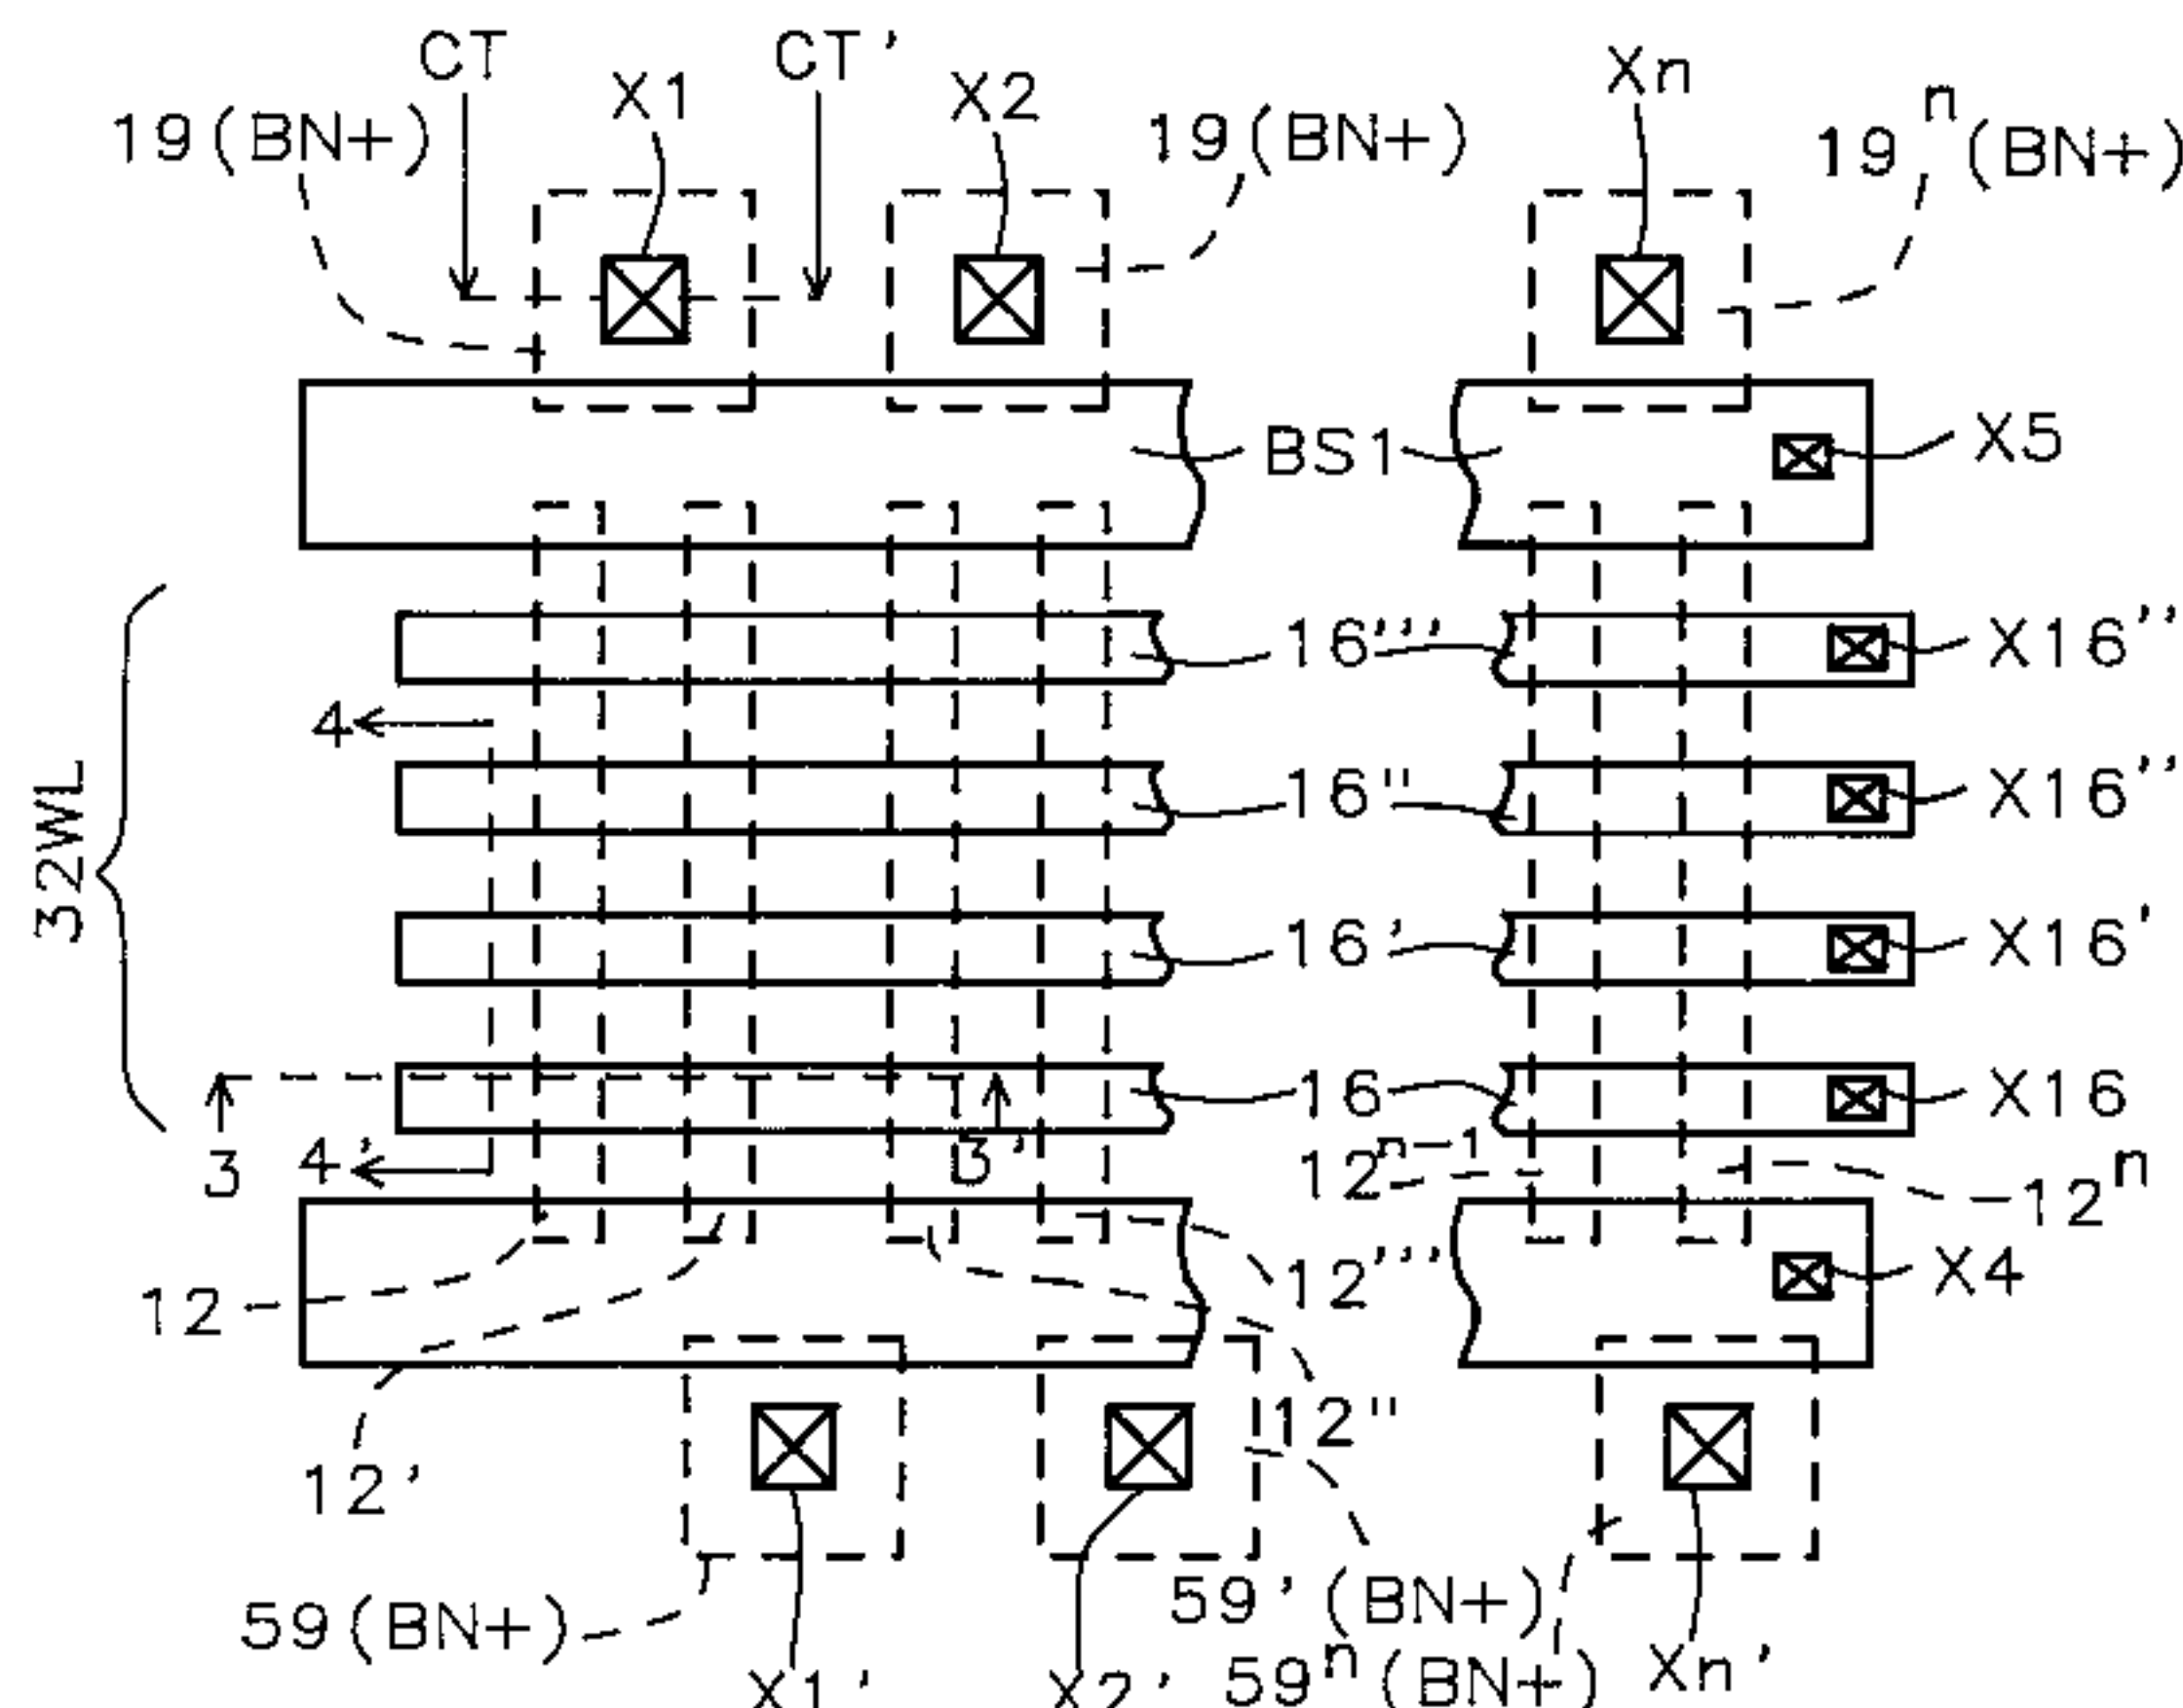 CT
CT'
X1
X2
Xn
19(BN+)
19(BN+)
19ⁿ(BN+)
BS1
X5
16'''
X16''
4
16"
X16''
32WL
16'
X16'
16
X16
3
4'
3'
12ⁿ⁻¹
12ⁿ
12
12'''
X4
12"
12'
59(BN+)
59'(BN+)
59ⁿ(BN+)
X1'
X2'
Xn'